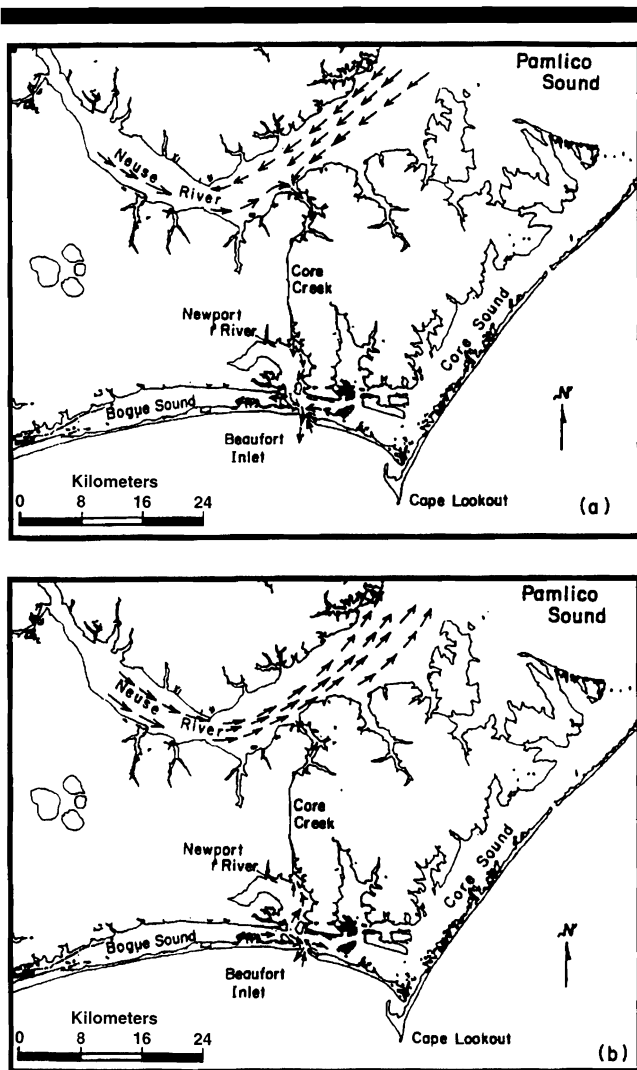 Pamlico
Sound
Neuse
River
Core
Creek
Newport
River
Core Sound
Bogue Sound
Beaufort
Inlet
N
Kilometers
0 8 16 24
Cape Lookout
(a)
Pamlico
Sound
Neuse
River
Core
Creek
Newport
River
Core Sound
Bogue Sound
Beaufort
Inlet
N
Kilometers
0 8 16 24
Cape Lookout
(b)